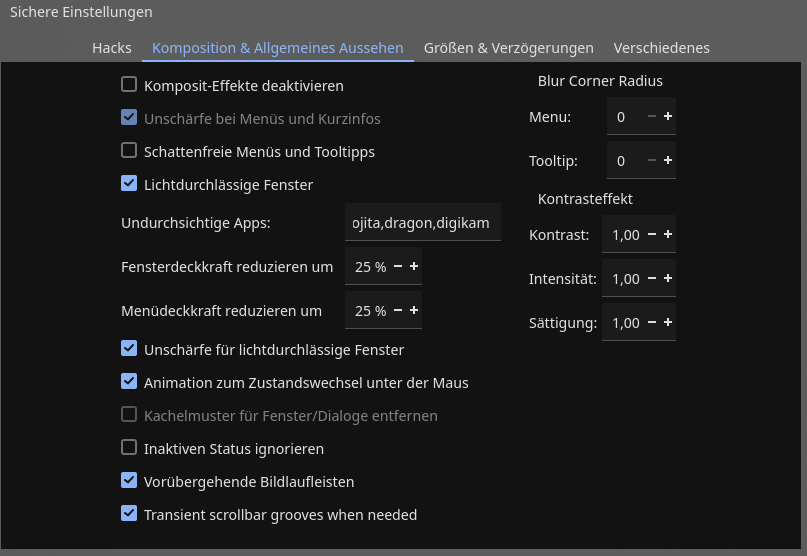 Sichere Einstellungen
Hacks Komposition & Allgemeines Aussehen Größen & Verzögerungen Verschiedenes
Komposit-Effekte deaktivieren
Unschärfe bei Menüs und Kurzinfos
Schattenfreie Menüs und Tooltipps
Lichtdurchlässige Fenster
Undurchsichtige Apps: ojita,dragon,digikam
Fensterdeckkraft reduzieren um 25 %
Menüdeckkraft reduzieren um 25 %
Unschärfe für lichtdurchlässige Fenster
Animation zum Zustandswechsel unter der Maus
Kachelmuster für Fenster/Dialoge entfernen
Inaktiven Status ignorieren
Vorübergehende Bildlaufleisten
Transient scrollbar grooves when needed
Blur Corner Radius
Menu: 0
Tooltip: 0
Kontrasteffekt
Kontrast: 1,00
Intensität: 1,00
Sättigung: 1,00